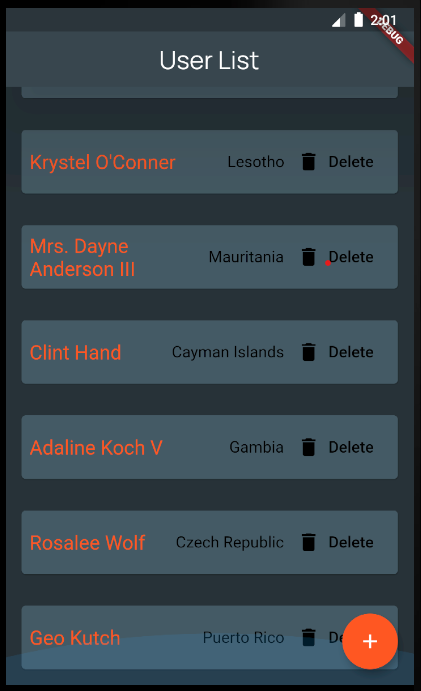 2:01
DEBUG
User List
Krystel O'Conner Lesotho Delete
Mrs. Dayne
Anderson III Mauritania Delete
Clint Hand Cayman Islands Delete
Adaline Koch V Gambia Delete
Rosalee Wolf Czech Republic Delete
Geo Kutch Puerto Rico
+